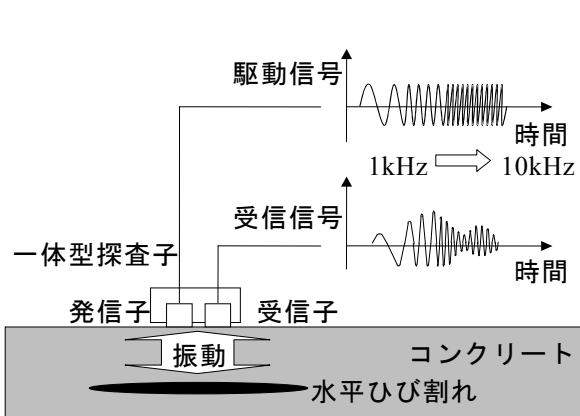 駆動信号
時間
1kHz 10kHz
受信信号
時間
一体型探査子
発信子 受信子
振動 コンクリート
水平ひび割れ